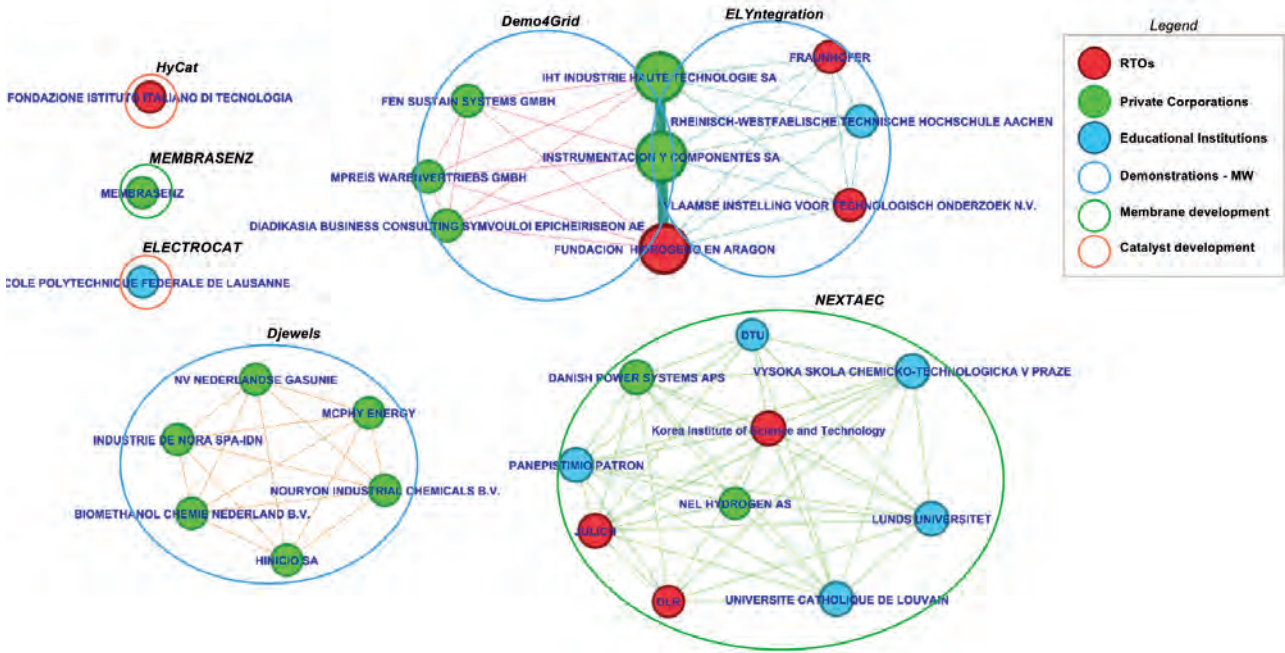 Demo4Grid
ELYntegration
Legend
HyCat
FONDAZIONE ISTITUTO ITALIANO DI TECNOLOGIA
MEMBRASENZ
MEMBRASENZ
ELECTROCAT
COLE POLYTECHNIQUE FEDERALE DE LAUSANNE
IHT INDUSTRIE HAUTE TECHNOLOGIE SA
FEN SUSTAIN SYSTEMS GMBH
INSTRUMENTACION Y COMPONENTES SA
MPREIS WARENVERTRIEBS GMBH
DIADIKASIA BUSINESS CONSULTING SYMVOULOI EPICHEIRISEON AE
FUNDACION HIDROGENO EN ARAGON
FRAUNHOFER
RHEINISCH-WESTFAELISCHE TECHNISCHE HOCHSCHULE AACHEN
VLAAMSE INSTELLING VOOR TECHNOLOGISCH ONDERZOEK N.V.
RTOs
Private Corporations
Educational Institutions
Demonstrations - MW
Membrane development
Catalyst development
Djewels
NV NEDERLANDSE GASUNIE
MCPHY ENERGY
INDUSTRIE DE NORA SPA-IDN
NOURYON INDUSTRIAL CHEMICALS B.V.
BIOMETHANOL CHEMIE NEDERLAND B.V.
HINICIO SA
NEXTAEC
DTU
DANISH POWER SYSTEMS APS
VYSOKA SKOLA CHEMICKO-TECHNOLOGICKA V PRAZE
Korea Institute of Science and Technology
PANEPISTIMIO PATRON
NEL HYDROGEN AS
JULICH
LUNDS UNIVERSITET
DLR
UNIVERSITE CATHOLIQUE DE LOUVAIN